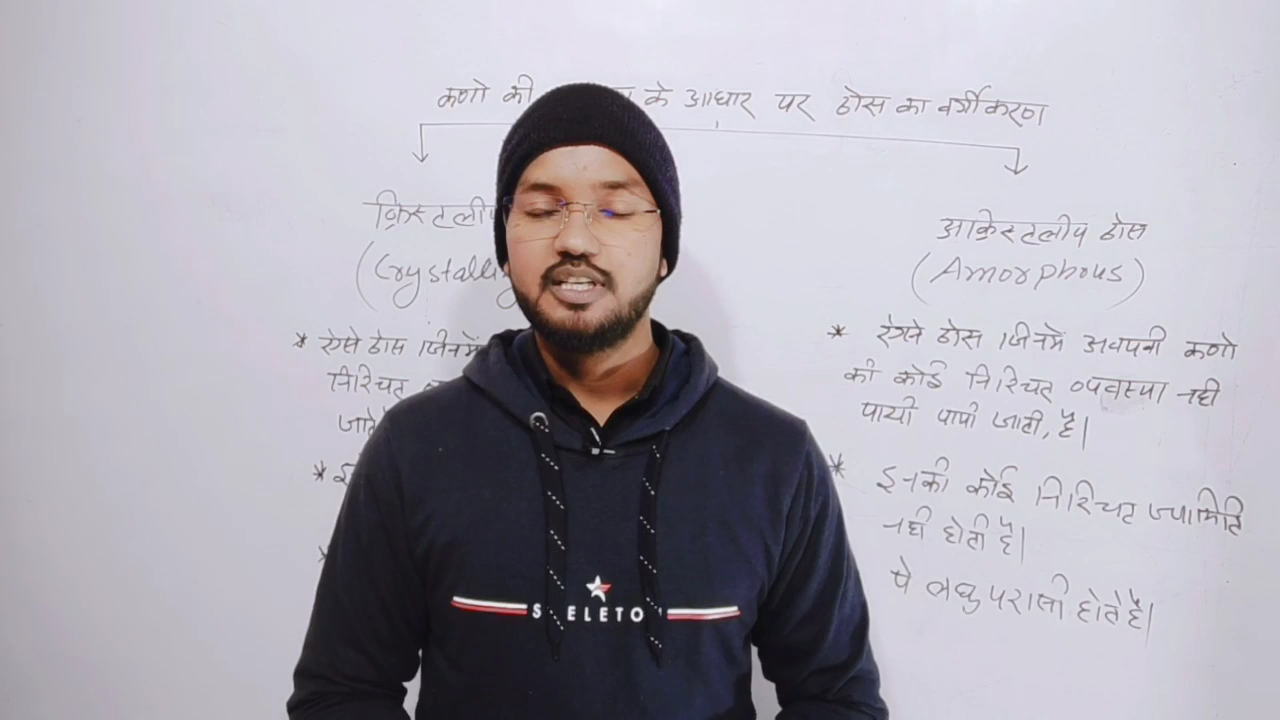 कणो की के आधार पर ठोस का वर्गीकरण
क्रिस्टलीय
(Crystalli
* ऐसे ठोस जिनमें
निश्चित
जाते
*
*
आक्रिस्टलीय ठोस
(Amorphous)
* ऐसे ठोस जिनमें अवयवी कणो
की कोई निश्चित व्यवस्था नही
पायी जाती, है।
* इनकी कोई निश्चित ज्यामिति
नही होती है।
ये लघु परासी होते है।
S ELETO